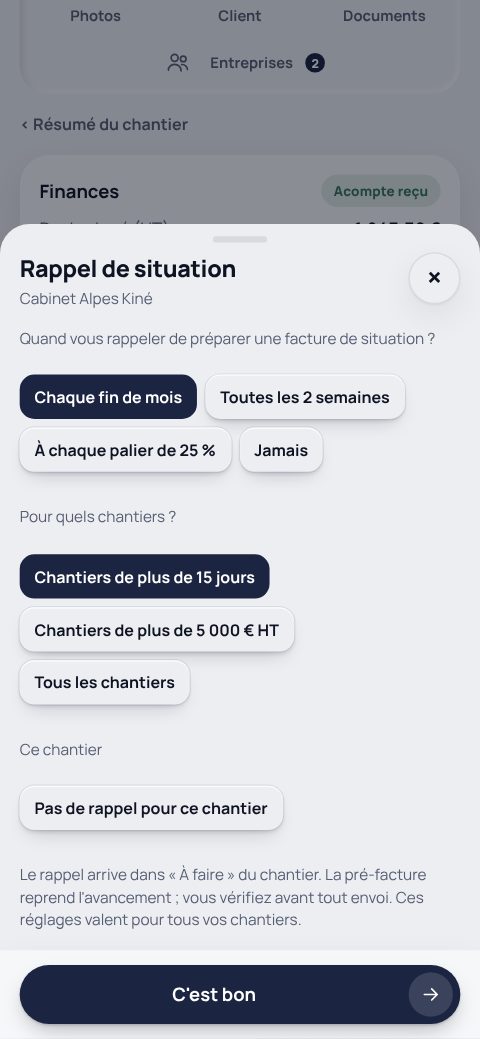 Photos Client Documents
Entreprises 2
‹ Résumé du chantier
Finances Acompte reçu
Rappel de situation
Cabinet Alpes Kiné
Quand vous rappeler de préparer une facture de situation ?
Chaque fin de mois Toutes les 2 semaines
À chaque palier de 25 % Jamais
Pour quels chantiers ?
Chantiers de plus de 15 jours
Chantiers de plus de 5 000 € HT
Tous les chantiers
Ce chantier
Pas de rappel pour ce chantier
Le rappel arrive dans « À faire » du chantier. La pré-facture
reprend l'avancement ; vous vérifiez avant tout envoi. Ces
réglages valent pour tous vos chantiers.
C'est bon